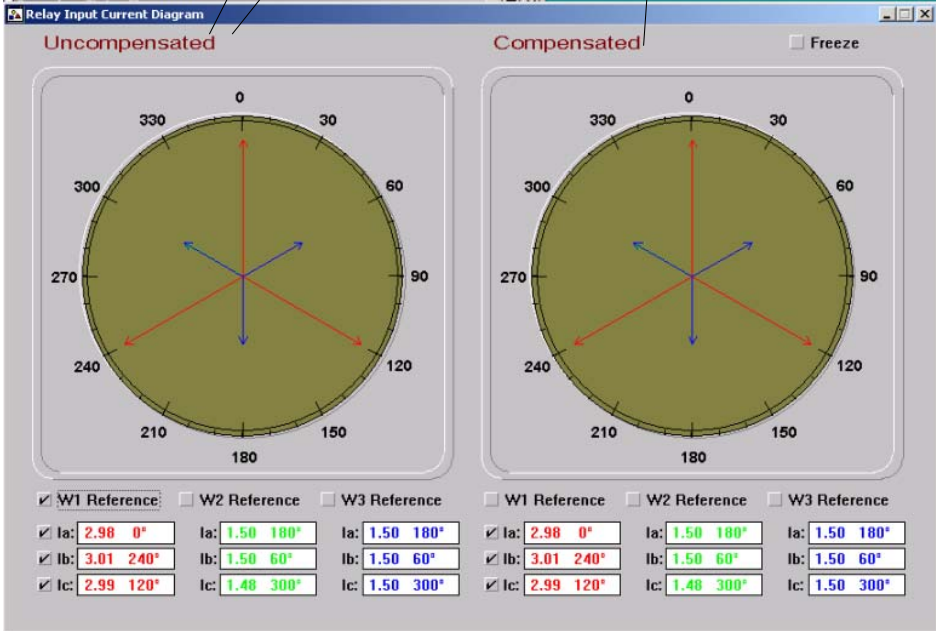 Relay Input Current Diagram
Uncompensated
Compensated
Freeze
0
30
60
90
120
150
180
210
240
270
300
330
0
30
60
90
120
150
180
210
240
270
300
330
W1 Reference W2 Reference W3 Reference
Ia: 2.98 0° Ia: 1.50 180° Ia: 1.50 180°
Ib: 3.01 240° Ib: 1.50 60° Ib: 1.50 60°
Ic: 2.99 120° Ic: 1.48 300° Ic: 1.50 300°
W1 Reference W2 Reference W3 Reference
Ia: 2.98 0° Ia: 1.50 180° Ia: 1.50 180°
Ib: 3.01 240° Ib: 1.50 60° Ib: 1.50 60°
Ic: 2.99 120° Ic: 1.48 300° Ic: 1.50 300°